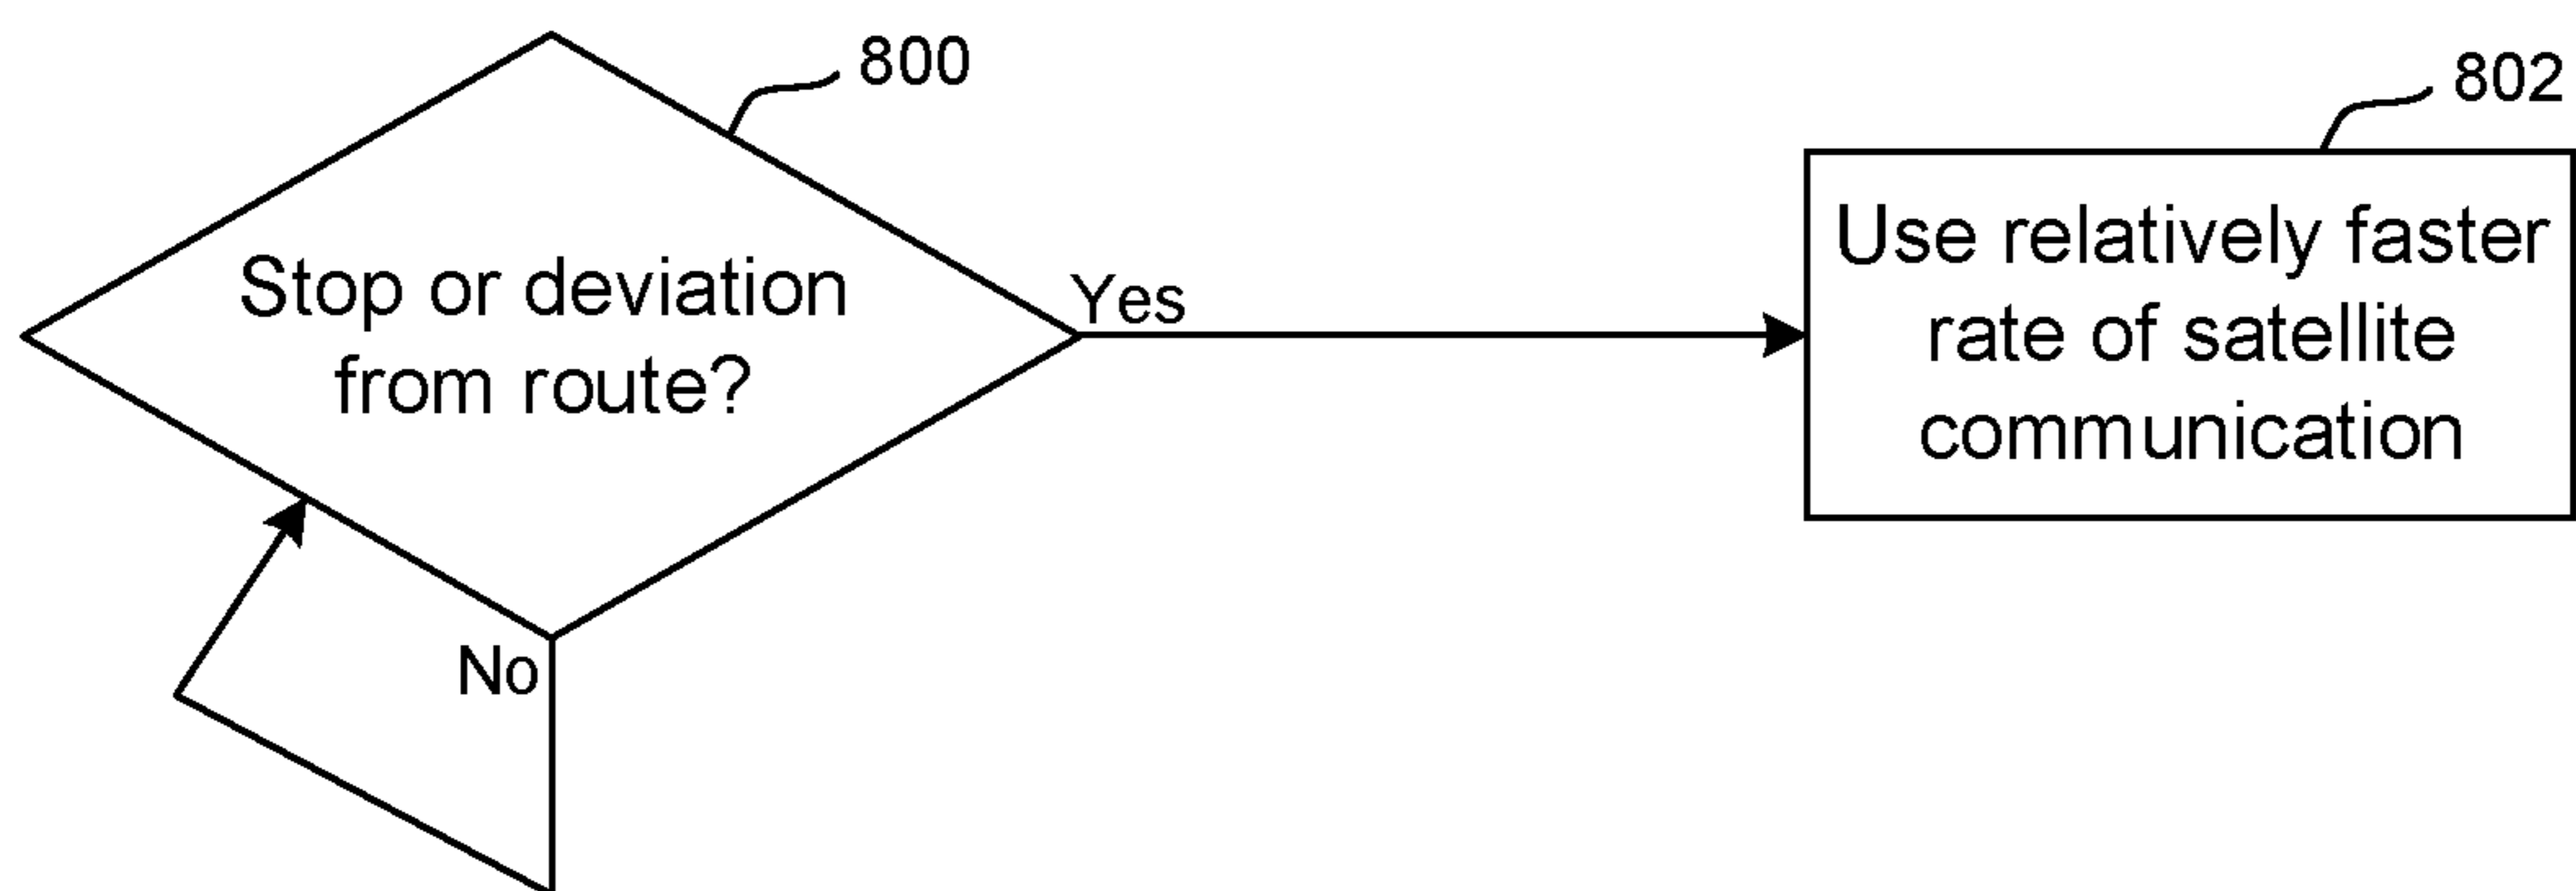 800
802
Stop or deviation
from route?
Yes
Use relatively faster
rate of satellite
communication
No